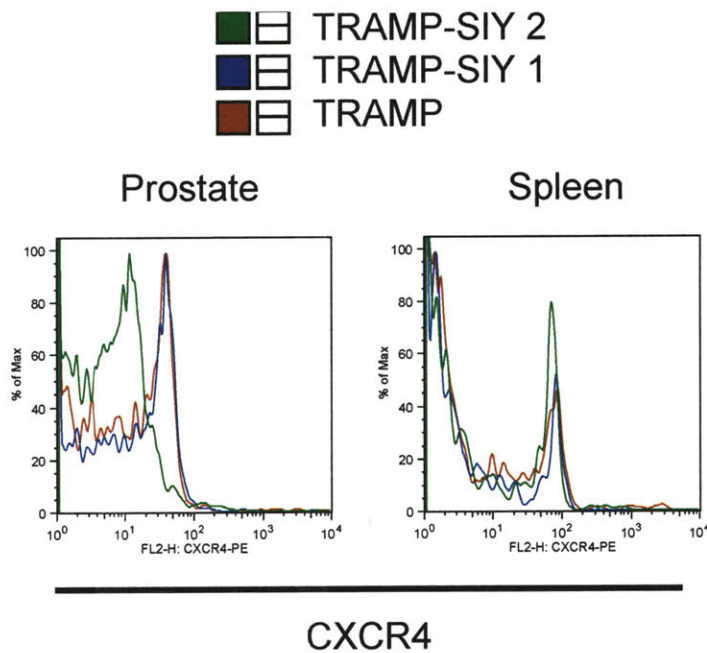 TRAMP-SIY 2
TRAMP-SIY 1
TRAMP
Prostate
Spleen
100
80
60
40
20
0
% of Max
10^0 10^1 10^2 10^3 10^4
FL2-H: CXCR4-PE
100
80
60
40
20
0
% of Max
10^0 10^1 10^2 10^3 10^4
FL2-H: CXCR4-PE
CXCR4